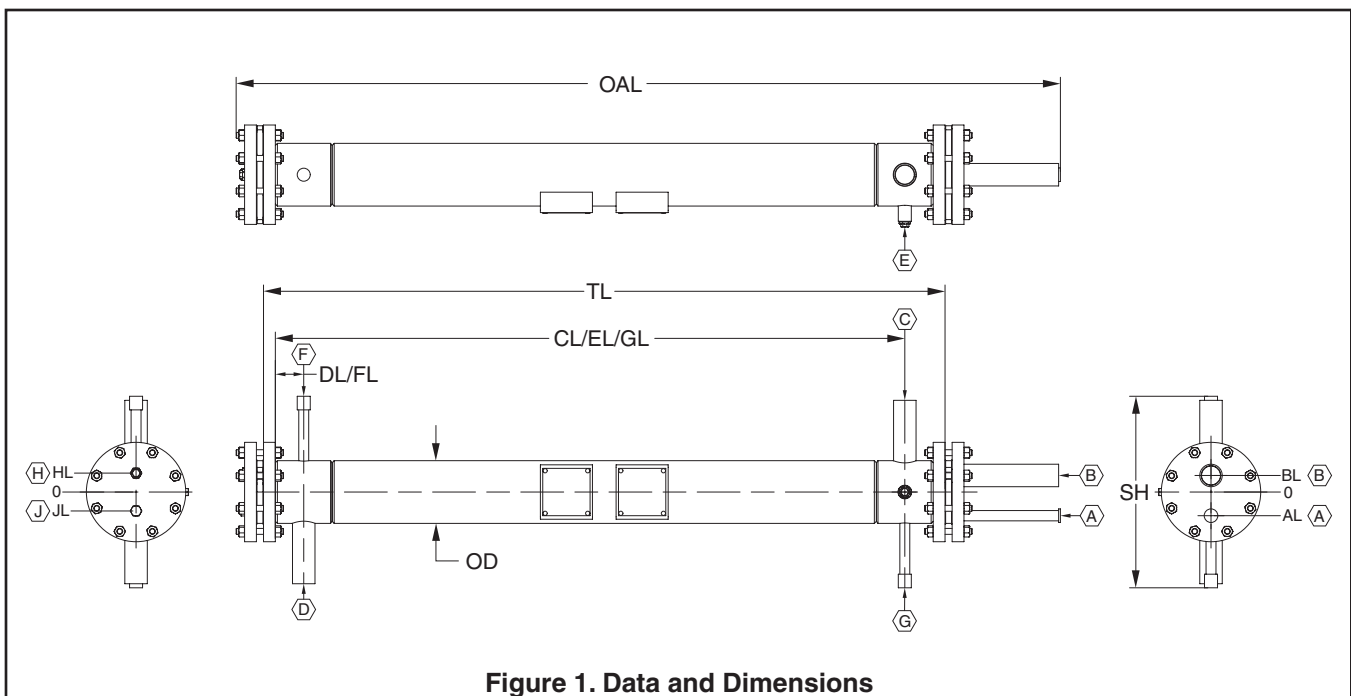 OAL
E
TL
C
CL/EL/GL
F
DL/FL
H HL
0
J JL
OD
D
G
B
A
SH
BL B
0
AL A
Figure 1. Data and Dimensions